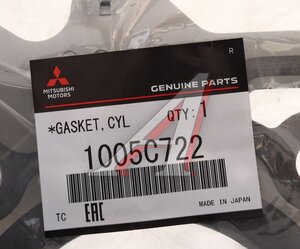 R
MITSUBISHI
MOTORS
GENUINE PARTS
*GASKET,CYL
QTY:1
1005C722
TC
EAC
MADE IN JAPAN